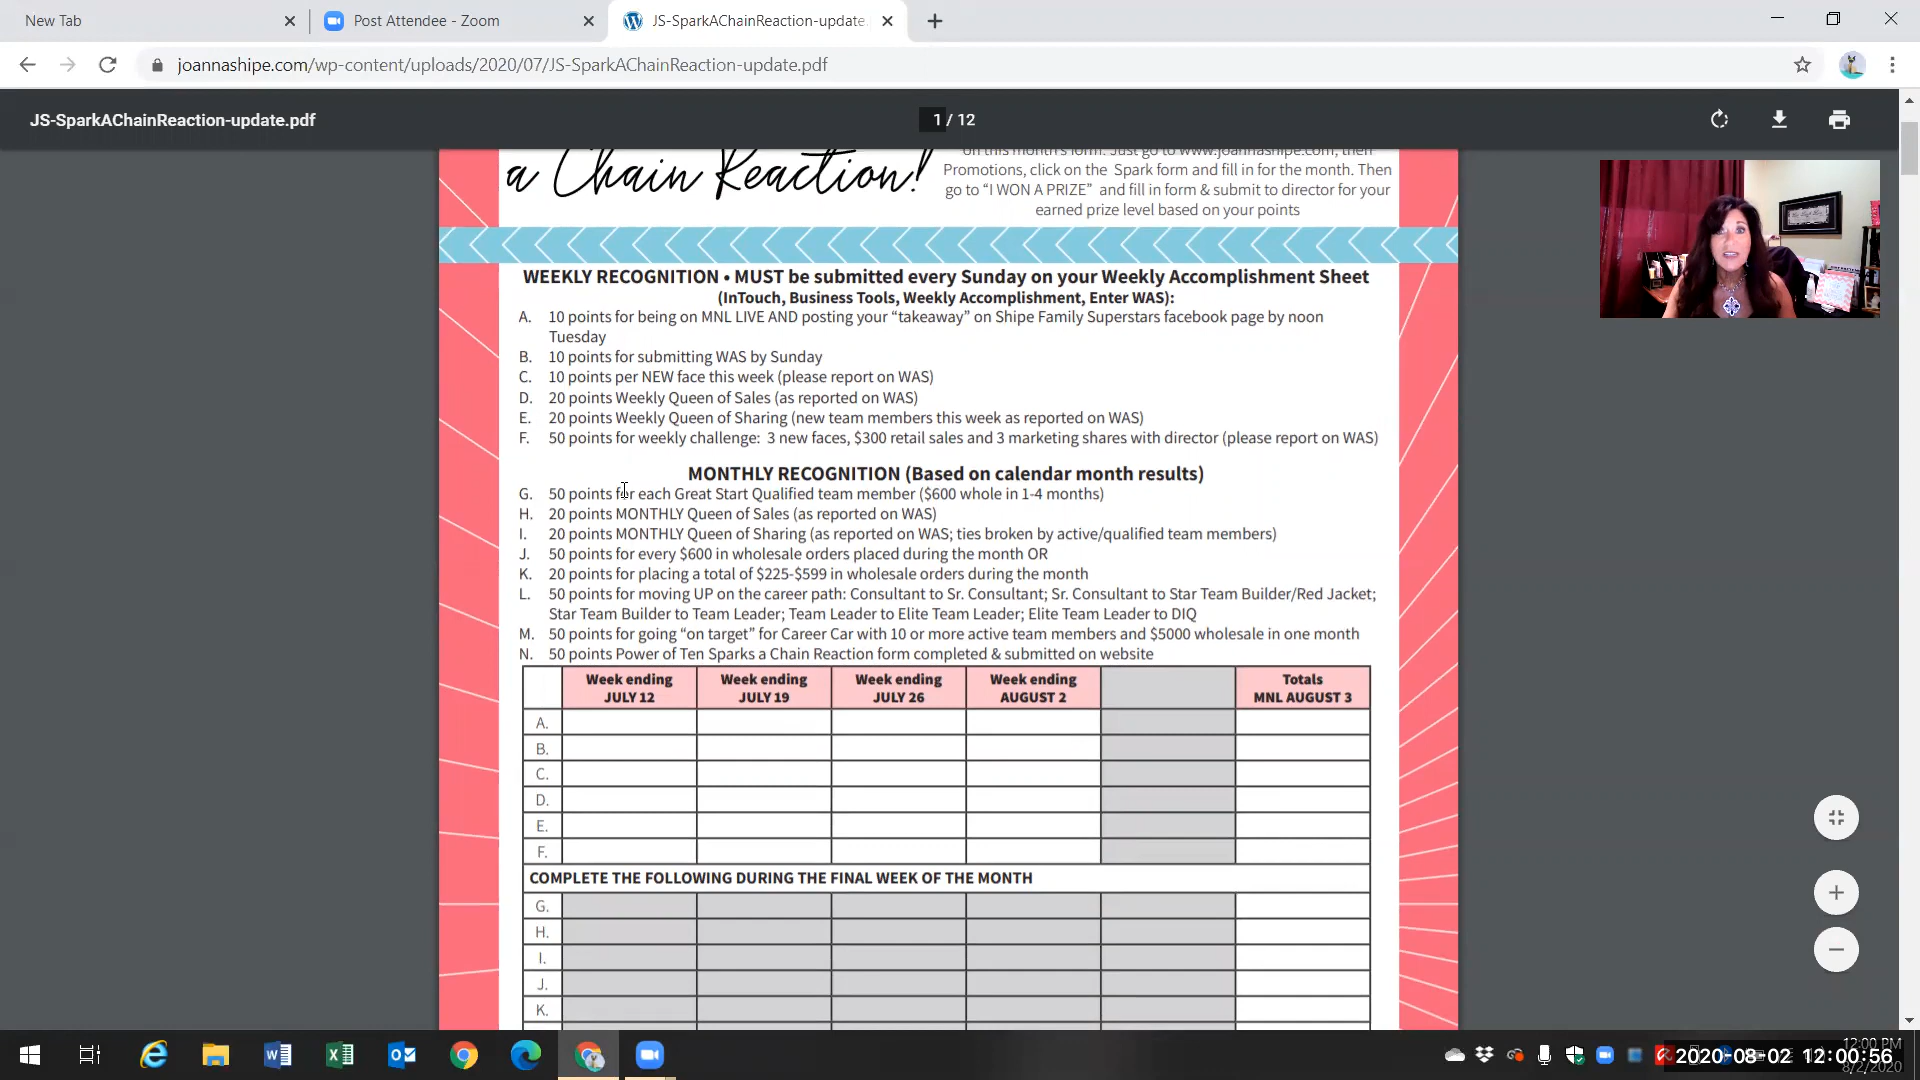 New Tab
Post Attendee - Zoom
JS-SparkAChainReaction-update
joannashipe.com/wp-content/uploads/2020/07/JS-SparkAChainReaction-update.pdf
JS-SparkAChainReaction-update.pdf
1 / 12
a Chain Reaction!
on this month's form. Just go to www.joannashipe.com, then
Promotions, click on the Spark form and fill in for the month. Then
go to “I WON A PRIZE” and fill in form & submit to director for your
earned prize level based on your points
WEEKLY RECOGNITION • MUST be submitted every Sunday on your Weekly Accomplishment Sheet
(InTouch, Business Tools, Weekly Accomplishment, Enter WAS):
A. 10 points for being on MNL LIVE AND posting your “takeaway” on Shipe Family Superstars facebook page by noon
Tuesday
B. 10 points for submitting WAS by Sunday
C. 10 points per NEW face this week (please report on WAS)
D. 20 points Weekly Queen of Sales (as reported on WAS)
E. 20 points Weekly Queen of Sharing (new team members this week as reported on WAS)
F. 50 points for weekly challenge: 3 new faces, $300 retail sales and 3 marketing shares with director (please report on WAS)
MONTHLY RECOGNITION (Based on calendar month results)
G. 50 points for each Great Start Qualified team member ($600 whole in 1-4 months)
H. 20 points MONTHLY Queen of Sales (as reported on WAS)
I. 20 points MONTHLY Queen of Sharing (as reported on WAS; ties broken by active/qualified team members)
J. 50 points for every $600 in wholesale orders placed during the month OR
K. 20 points for placing a total of $225-$599 in wholesale orders during the month
L. 50 points for moving UP on the career path: Consultant to Sr. Consultant; Sr. Consultant to Star Team Builder/Red Jacket;
Star Team Builder to Team Leader; Team Leader to Elite Team Leader; Elite Team Leader to DIQ
M. 50 points for going “on target” for Career Car with 10 or more active team members and $5000 wholesale in one month
N. 50 points Power of Ten Sparks a Chain Reaction form completed & submitted on website
Week ending Week ending Week ending Week ending Totals
JULY 12 JULY 19 JULY 26 AUGUST 2 MNL AUGUST 3
A.
B.
C.
D.
E.
F.
COMPLETE THE FOLLOWING DURING THE FINAL WEEK OF THE MONTH
G.
H.
I.
J.
K.
12:00 PM
2020-08-02 12:00:56
8/2/2020